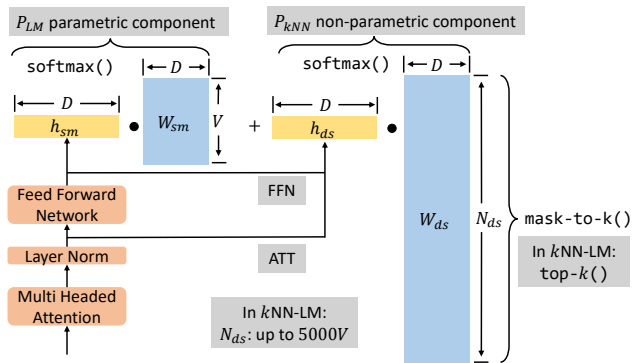 P_LM parametric component
P_kNN non-parametric component
softmax()
D
softmax()
D
D
D
h_sm
W_sm
V
+
h_ds
FFN
Feed Forward
Network
W_ds
N_ds
mask-to-k()
ATT
Layer Norm
In kNN-LM:
top-k()
Multi Headed
Attention
In kNN-LM:
N_ds: up to 5000V